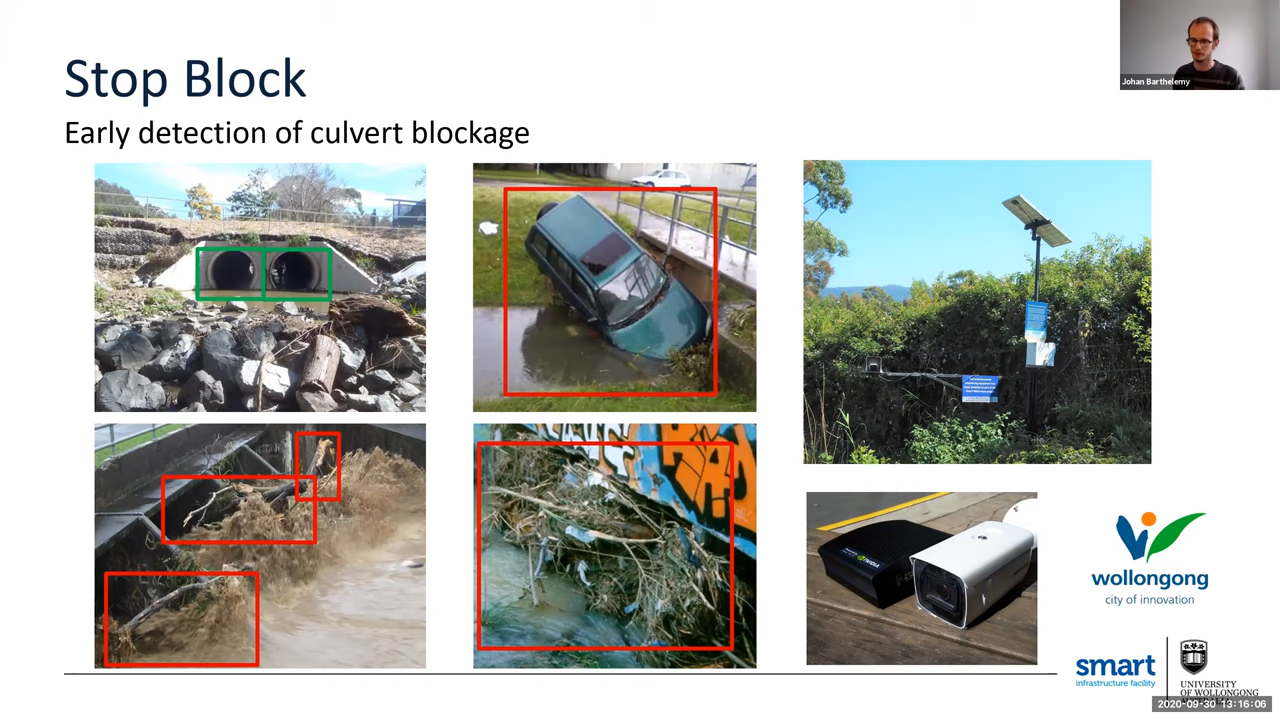 Stop Block
Early detection of culvert blockage
Johan Barthelemy
NVIDIA
wollongong
city of innovation
smart
infrastructure facility
UNIVERSITY
OF WOLLONGONG
2020-09-30 13:16:06